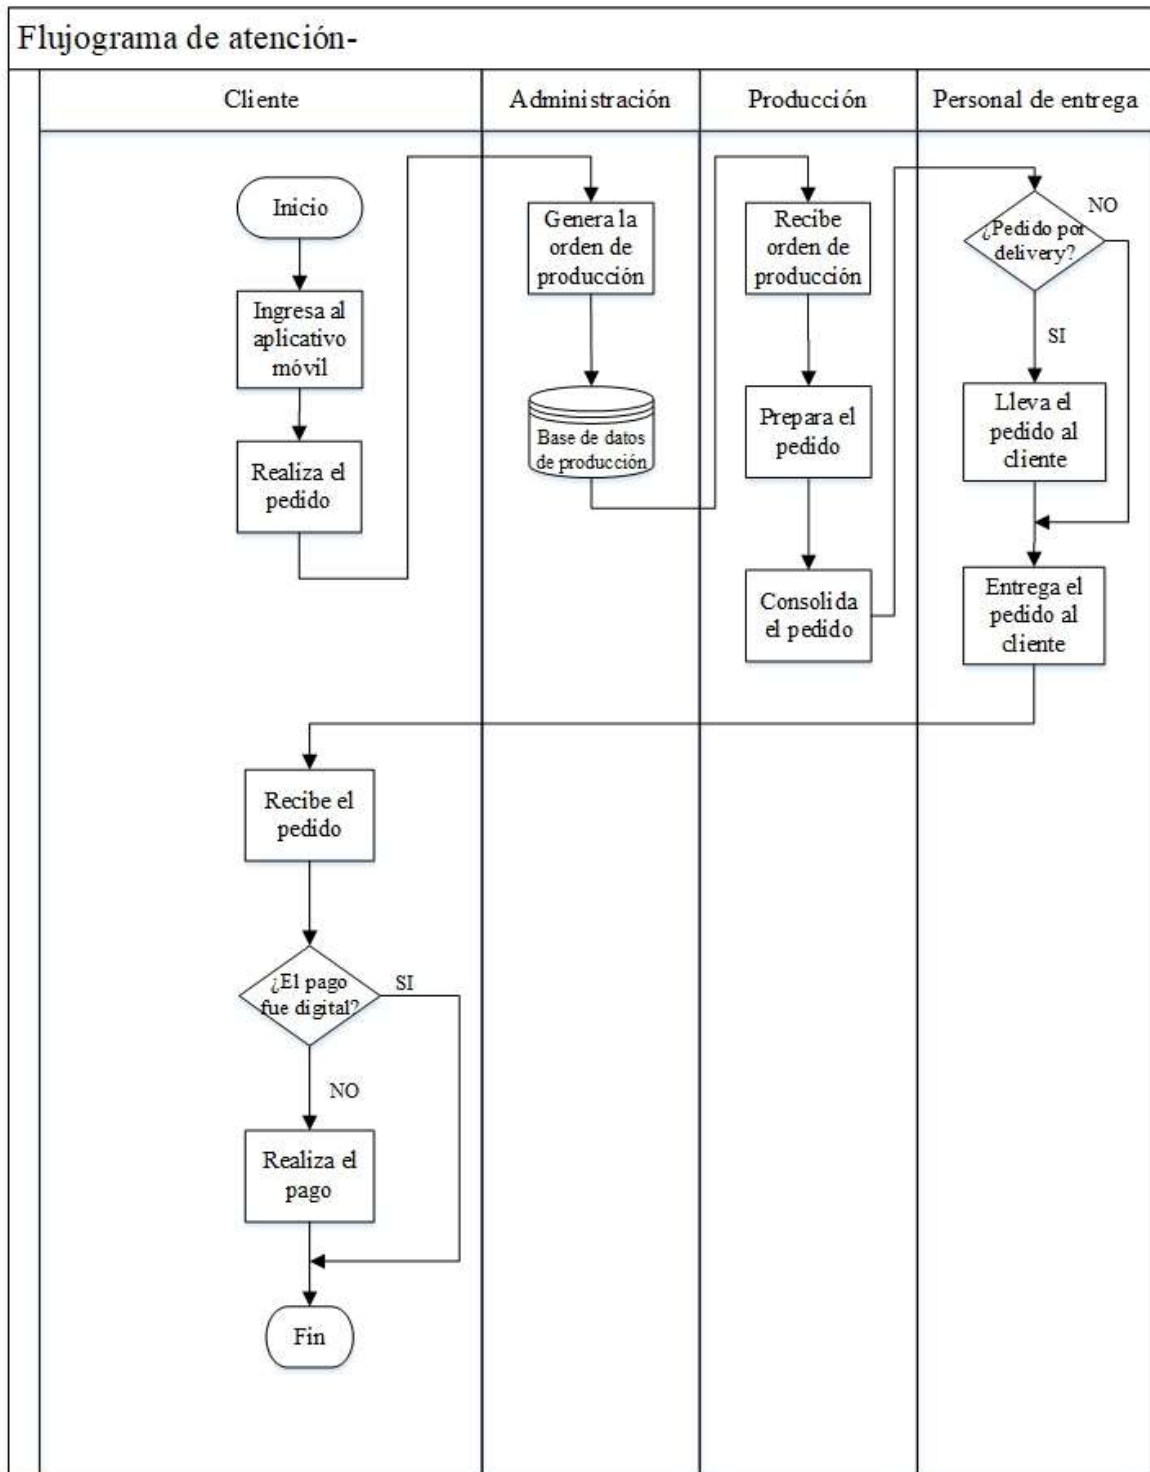 Flujograma de atención-
Cliente
Administración
Producción
Personal de entrega
Inicio
Ingresa al
aplicativo
móvil
Realiza el
pedido
Genera la
orden de
producción
Base de datos
de producción
Recibe
orden de
producción
Prepara el
pedido
Consolida
el pedido
¿Pedido por
delivery?
NO
SI
Lleva el
pedido al
cliente
Entrega el
pedido al
cliente
Recibe el
pedido
¿El pago
fue digital?
SI
NO
Realiza el
pago
Fin